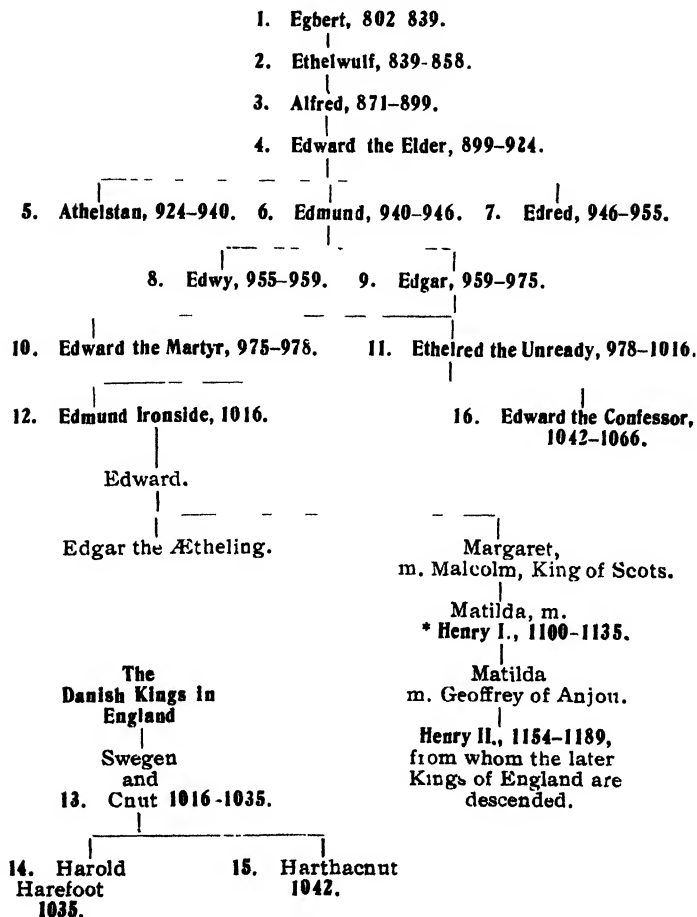 1. Egbert, 802 839.
2. Ethelwulf, 839-858.
3. Alfred, 871–899.
4. Edward the Elder, 899–924.
5. Athelstan, 924–940. 6. Edmund, 940–946. 7. Edred, 946–955.
8. Edwy, 955–959. 9. Edgar, 959–975.
10. Edward the Martyr, 975–978. 11. Ethelred the Unready, 978–1016.
12. Edmund Ironside, 1016. 16. Edward the Confessor,
1042–1066.
Edward.
Edgar the Ætheling. Margaret,
m. Malcolm, King of Scots.
Matilda, m.
* Henry I., 1100–1135.
Matilda
m. Geoffrey of Anjou.
Henry II., 1154–1189,
from whom the later
Kings of England are
descended.
The
Danish Kings in
England
Swegen
and
13. Cnut 1016-1035.
14. Harold
Harefoot
1035.
15. Harthacnut
1042.